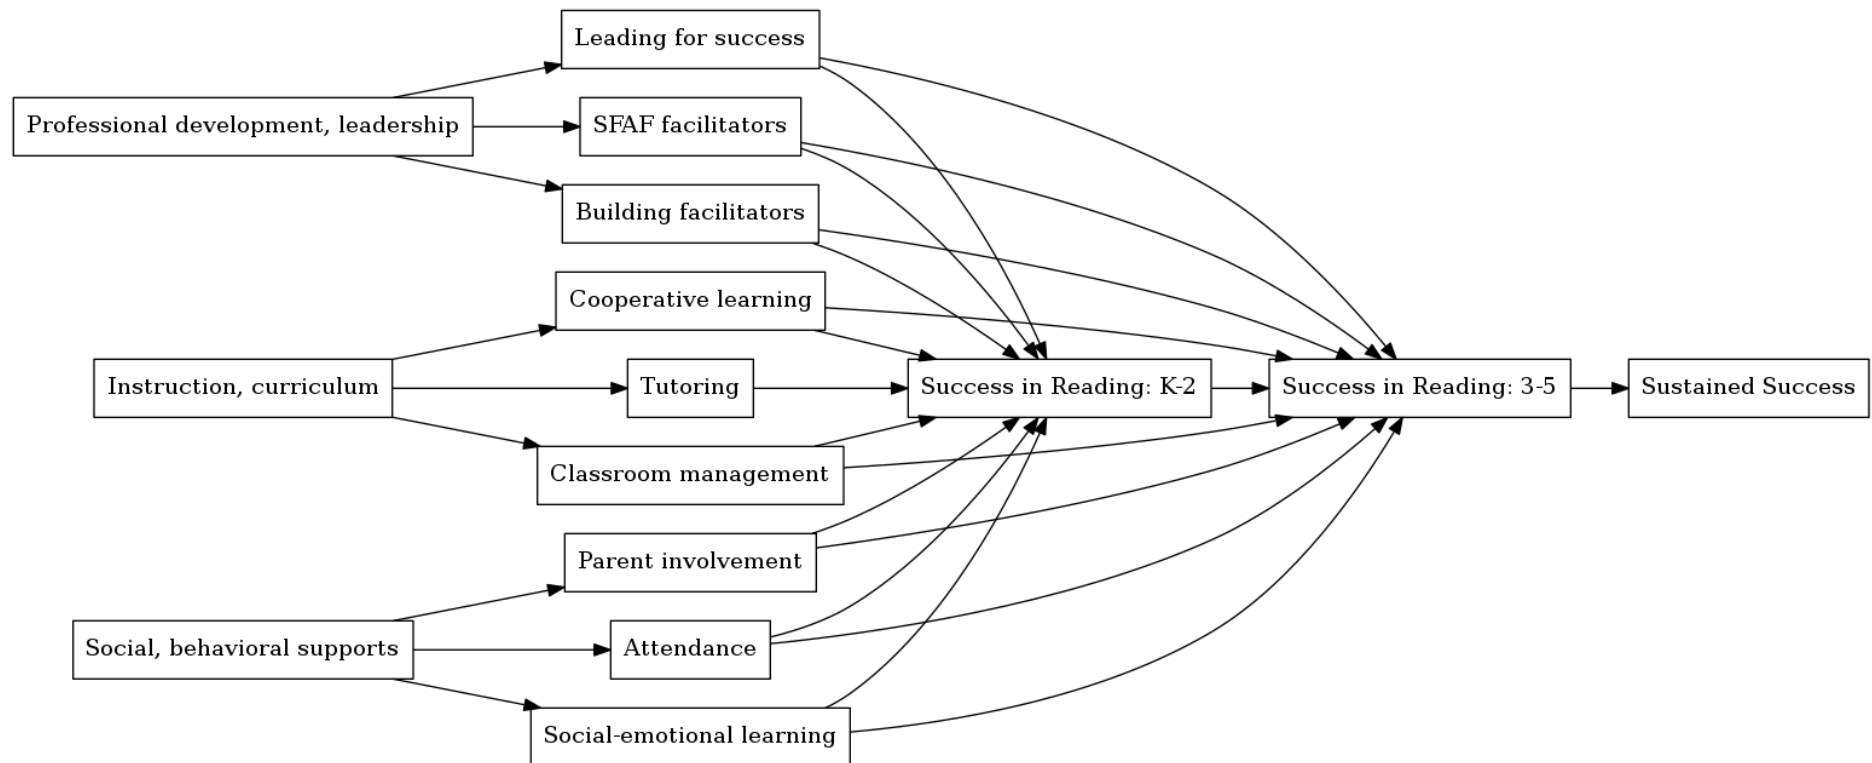 Leading for success
Professional development, leadership
SFAF facilitators
Building facilitators
Cooperative learning
Instruction, curriculum
Tutoring
Success in Reading: K-2
Success in Reading: 3-5
Sustained Success
Classroom management
Parent involvement
Social, behavioral supports
Attendance
Social-emotional learning